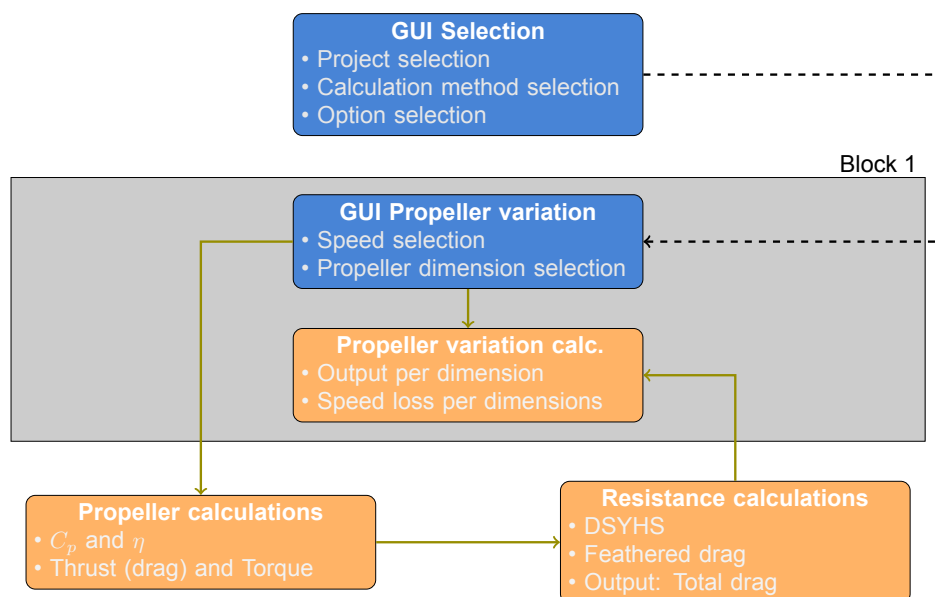 GUI Selection
• Project selection
• Calculation method selection
• Option selection
Block 1
GUI Propeller variation
• Speed selection
• Propeller dimension selection
Propeller variation calc.
• Output per dimension
• Speed loss per dimensions
Propeller calculations
• C_p and η
• Thrust (drag) and Torque
Resistance calculations
• DSYHS
• Feathered drag
• Output: Total drag